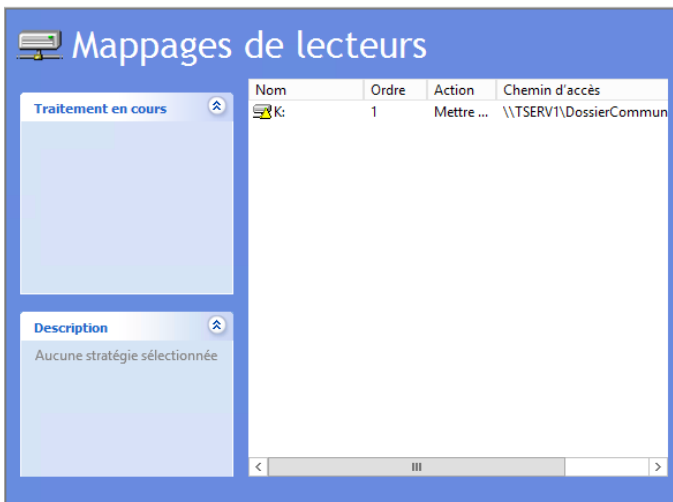 Mappages de lecteurs
Traitement en cours
Nom Ordre Action Chemin d'accès
K: 1 Mettre ... \\TSERV1\DossierCommun
Description
Aucune stratégie sélectionnée